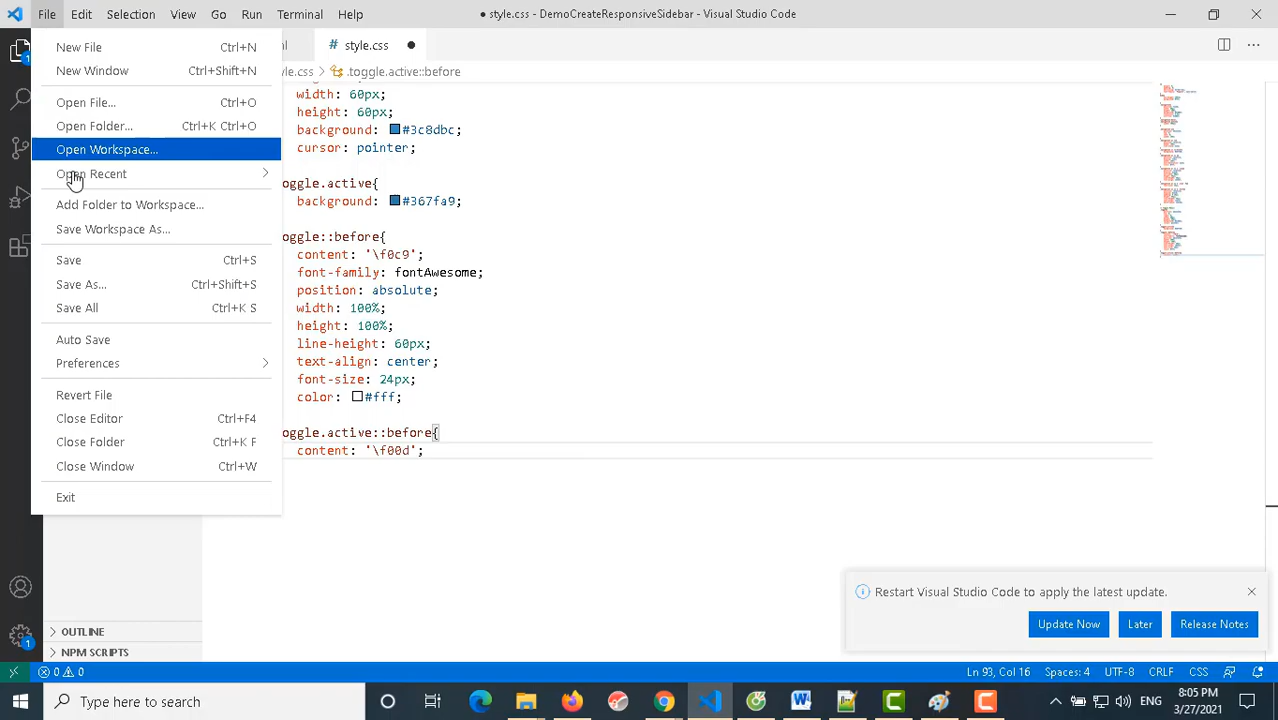 File Edit Selection View Go Run Terminal Help
● style.css - DemoCreateResponsiveSidebar - Visual Studio Code
# style.css ●
.toggle.active::before
New File Ctrl+N
New Window Ctrl+Shift+N
Open File... Ctrl+O
Open Folder... Ctrl+K Ctrl+O
Open Workspace...
Open Recent
Add Folder to Workspace...
Save Workspace As...
Save Ctrl+S
Save As... Ctrl+Shift+S
Save All Ctrl+K S
Auto Save
Preferences
Revert File
Close Editor Ctrl+F4
Close Folder Ctrl+K F
Close Window Ctrl+W
Exit
width: 60px;
height: 60px;
background: #3c8dbc;
cursor: pointer;
oggle.active{
background: #367fa9;
oggle::before{
content: '\f0c9';
font-family: fontAwesome;
position: absolute;
width: 100%;
height: 100%;
line-height: 60px;
text-align: center;
font-size: 24px;
color: #fff;
oggle.active::before{
content: '\f00d';
OUTLINE
NPM SCRIPTS
1
1
Restart Visual Studio Code to apply the latest update.
Update Now Later Release Notes
0 0 Ln 93, Col 16 Spaces: 4 UTF-8 CRLF CSS
Type here to search
ENG
8:05 PM
3/27/2021